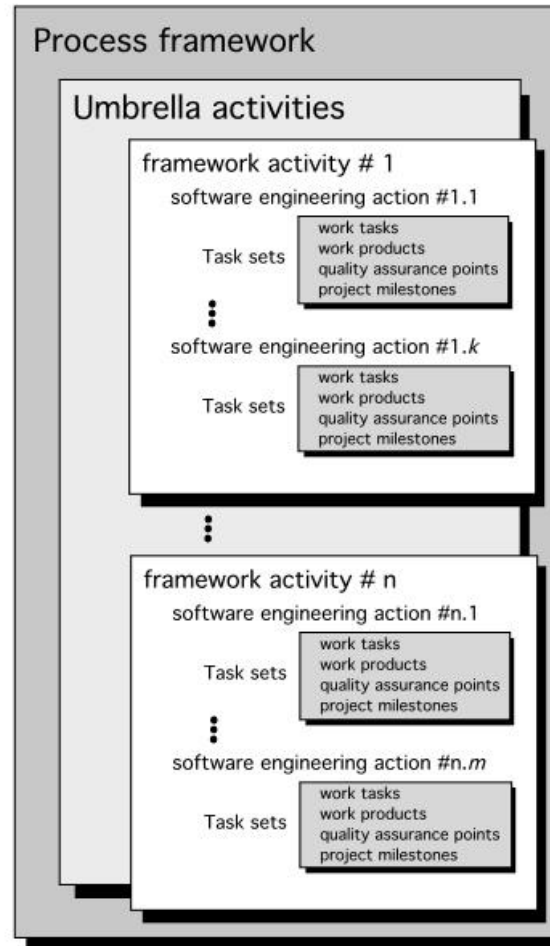 Process framework
Umbrella activities
framework activity # 1
software engineering action #1.1
Task sets
work tasks
work products
quality assurance points
project milestones
software engineering action #1.k
Task sets
work tasks
work products
quality assurance points
project milestones
framework activity # n
software engineering action #n.1
Task sets
work tasks
work products
quality assurance points
project milestones
software engineering action #n.m
Task sets
work tasks
work products
quality assurance points
project milestones